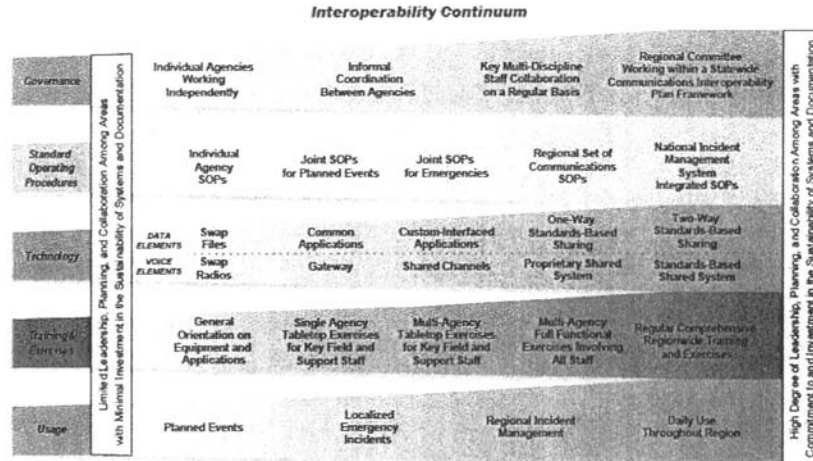 Interoperability Continuum
Limited Leadership, Planning, and Collaboration Among Areas
with Minimal Investment in the Sustainability of Systems and Documentation
Governance
Individual Agencies
Working
Independently
Informal
Coordination
Between Agencies
Key Multi-Discipline
Staff Collaboration
on a Regular Basis
Regional Committee
Working within a Statewide
Communications Interoperability
Plan Framework
Standard
Operating
Procedures
Individual
Agency
SOPs
Joint SOPs
for Planned Events
Joint SOPs
for Emergencies
Regional Set of
Communications
SOPs
National Incident
Management
System
Integrated SOPs
Technology
DATA
ELEMENTS
Swap
Files
Common
Applications
Custom-Interfaced
Applications
One-Way
Standards-Based
Sharing
Two-Way
Standards-Based
Sharing
VOICE
ELEMENTS
Swap
Radios
Gateway
Shared Channels
Proprietary Shared
System
Standards-Based
Shared System
Training &
Exercises
General
Orientation on
Equipment and
Applications
Single Agency
Tabletop Exercises
for Key Field and
Support Staff
Multi-Agency
Tabletop Exercises
for Key Field and
Support Staff
Multi-Agency
Full Functional
Exercises Involving
All Staff
Regular Comprehensive
Regionwide Training
and Exercises
Usage
Planned Events
Localized
Emergency
Incidents
Regional Incident
Management
Daily Use
Throughout Region
High Degree of Leadership, Planning, and Collaboration Among Areas with
Commitment to and Investment in the Sustainability of Systems and Documentation